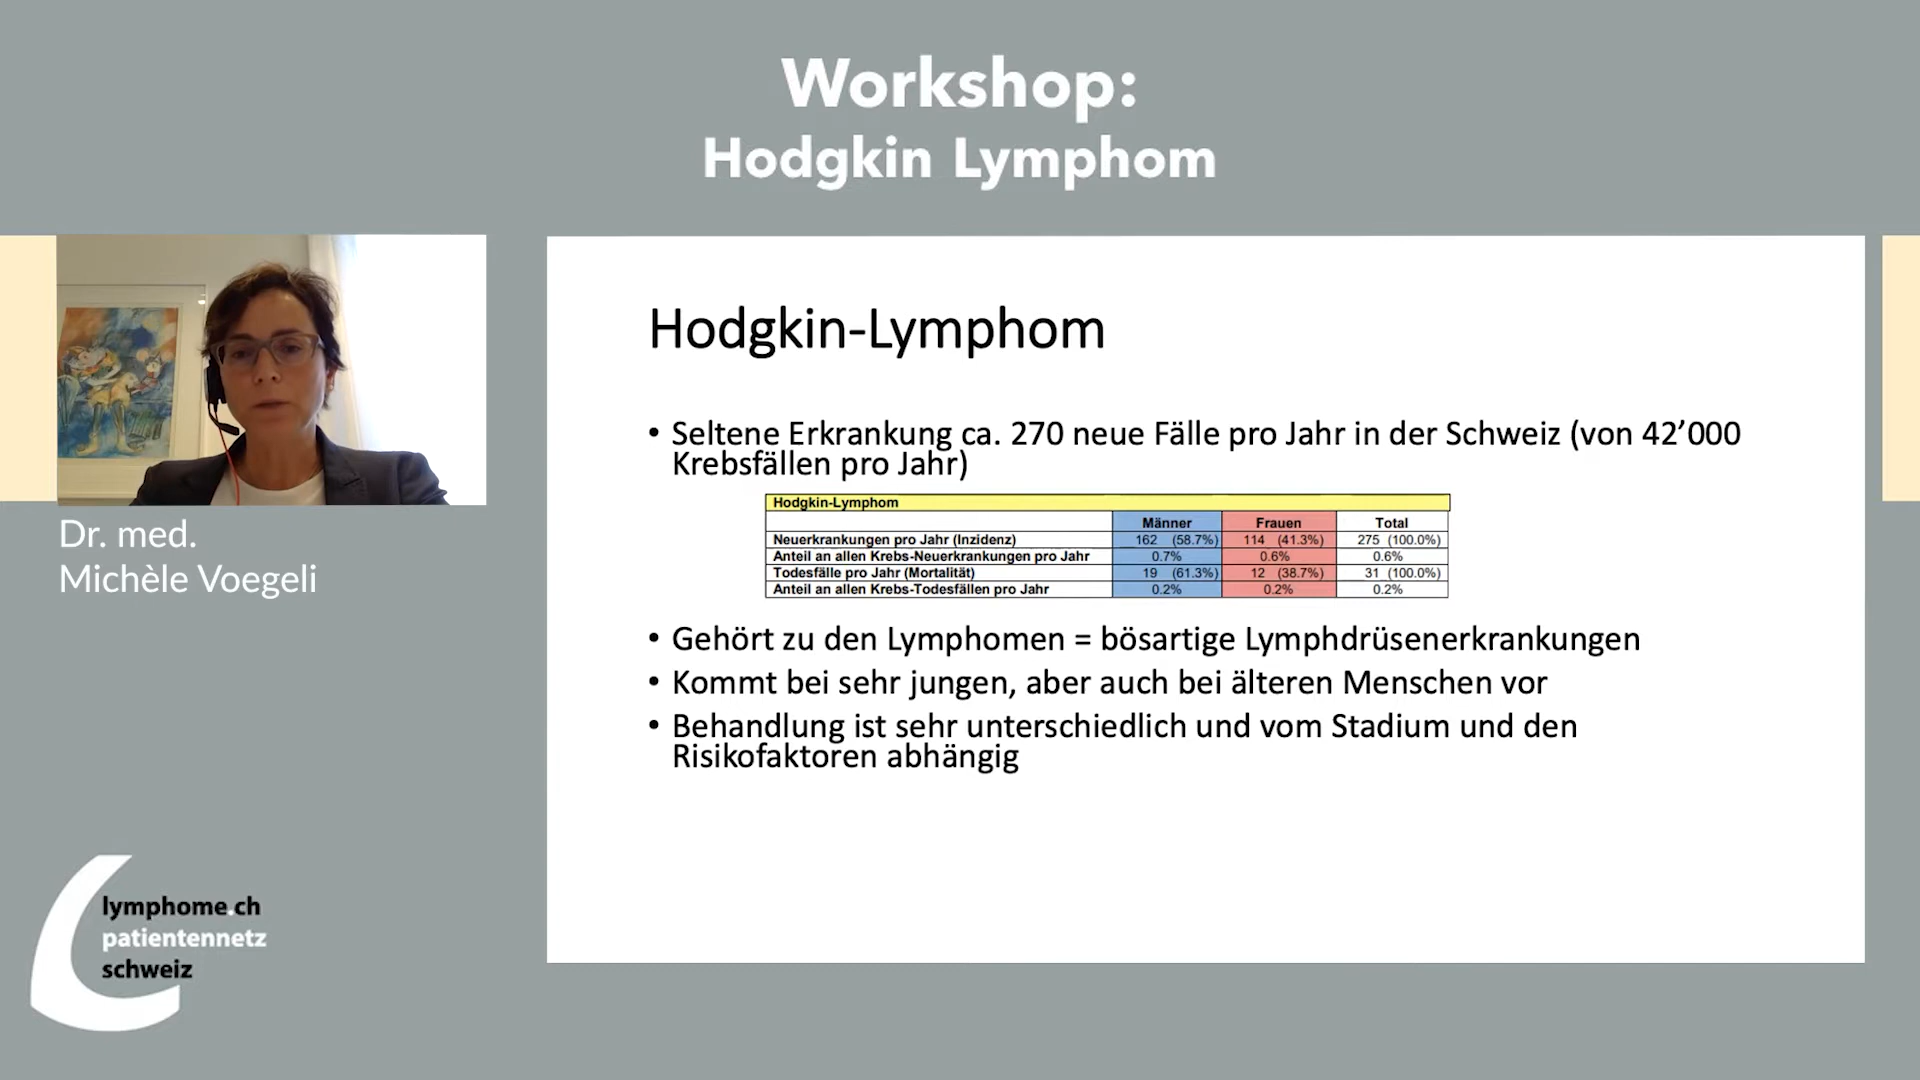 Workshop:
Hodgkin Lymphom
Dr. med.
Michèle Voegeli
lymphome.ch
patientennetz
schweiz
Hodgkin-Lymphom
• Seltene Erkrankung ca. 270 neue Fälle pro Jahr in der Schweiz (von 42’000
Krebsfällen pro Jahr)
Hodgkin-Lymphom
Männer Frauen Total
Neuerkrankungen pro Jahr (Inzidenz) 162 (58.7%) 114 (41.3%) 275 (100.0%)
Anteil an allen Krebs-Neuerkrankungen pro Jahr 0.7% 0.6% 0.6%
Todesfälle pro Jahr (Mortalität) 19 (61.3%) 12 (38.7%) 31 (100.0%)
Anteil an allen Krebs-Todesfällen pro Jahr 0.2% 0.2% 0.2%
• Gehört zu den Lymphomen = bösartige Lymphdrüsenerkrankungen
• Kommt bei sehr jungen, aber auch bei älteren Menschen vor
• Behandlung ist sehr unterschiedlich und vom Stadium und den
Risikofaktoren abhängig